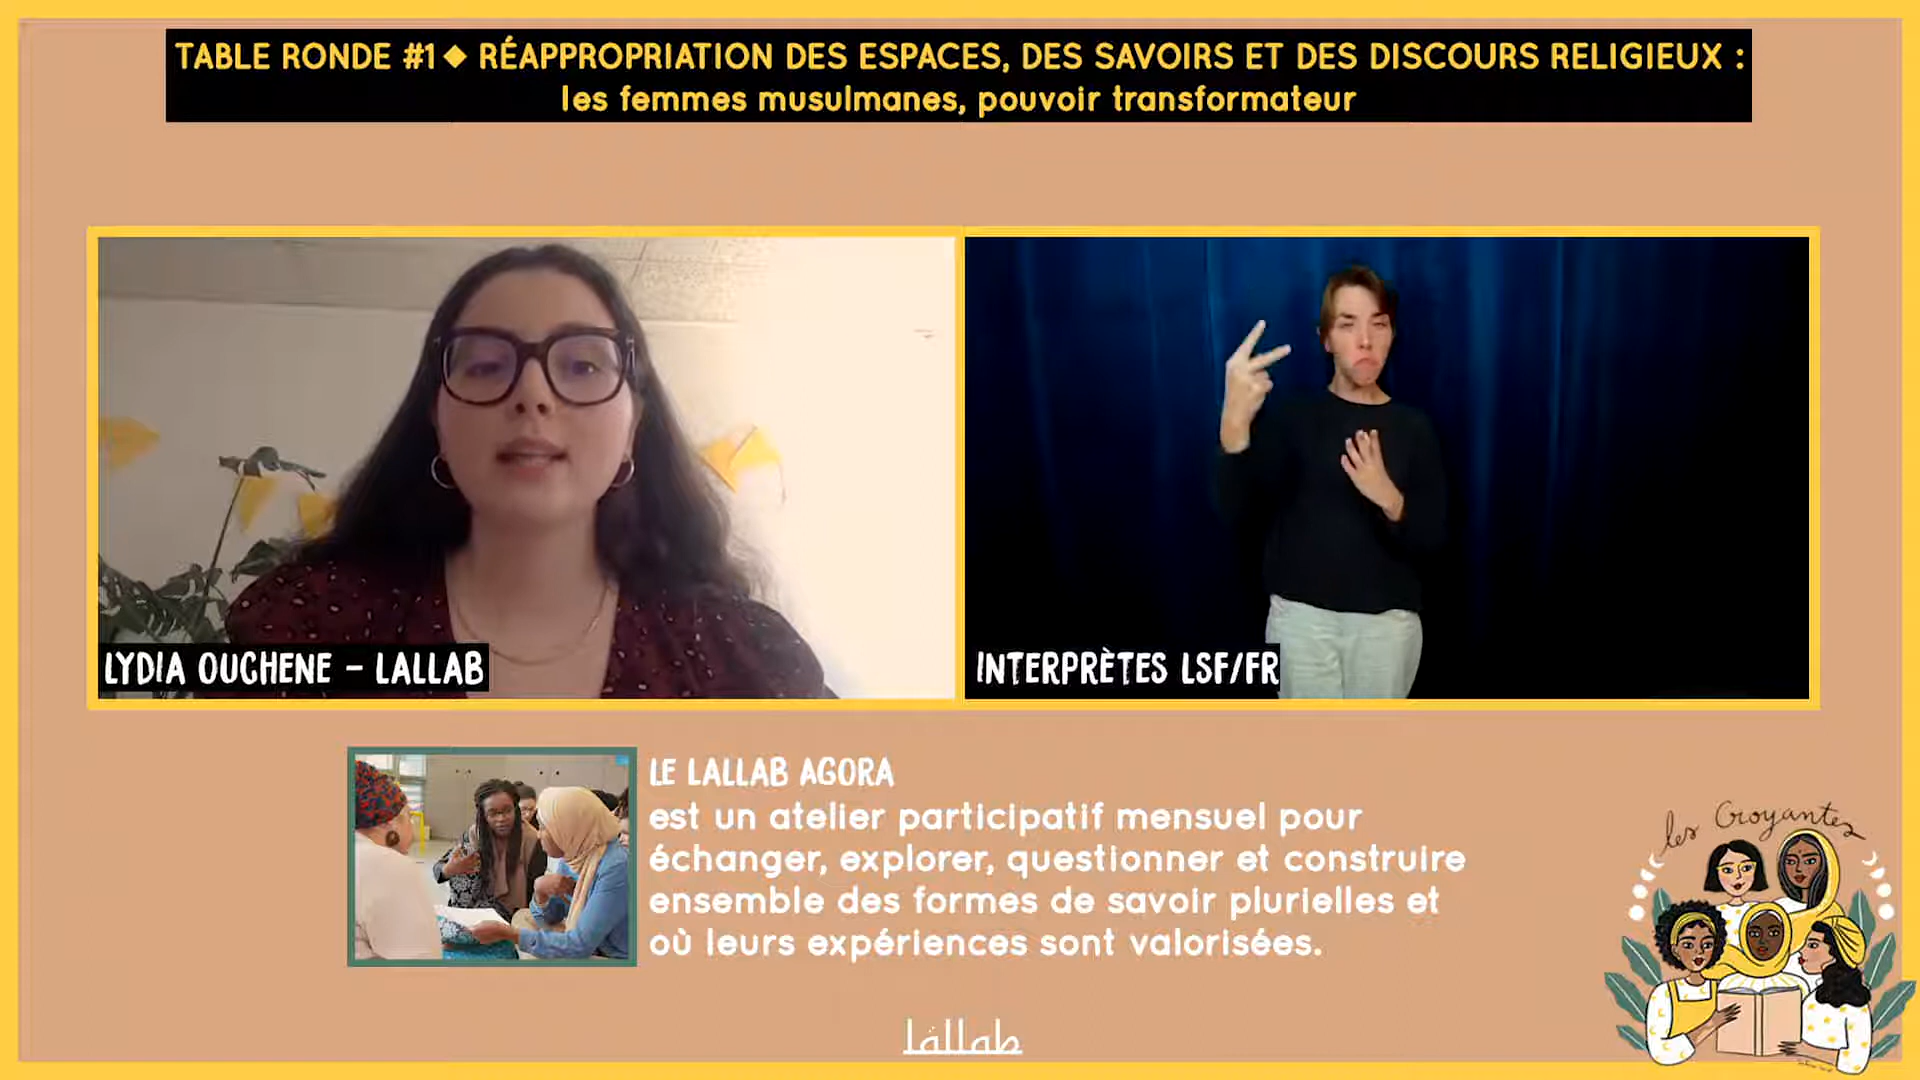 TABLE RONDE #1 ◆ RÉAPPROPRIATION DES ESPACES, DES SAVOIRS ET DES DISCOURS RELIGIEUX :
les femmes musulmanes, pouvoir transformateur
LYDIA OUCHENE – LALLAB
INTERPRÈTES LSF/FR
LE LALLAB AGORA
est un atelier participatif mensuel pour
échanger, explorer, questionner et construire
ensemble des formes de savoir plurielles et
où leurs expériences sont valorisées.
les Croyantes
lallab